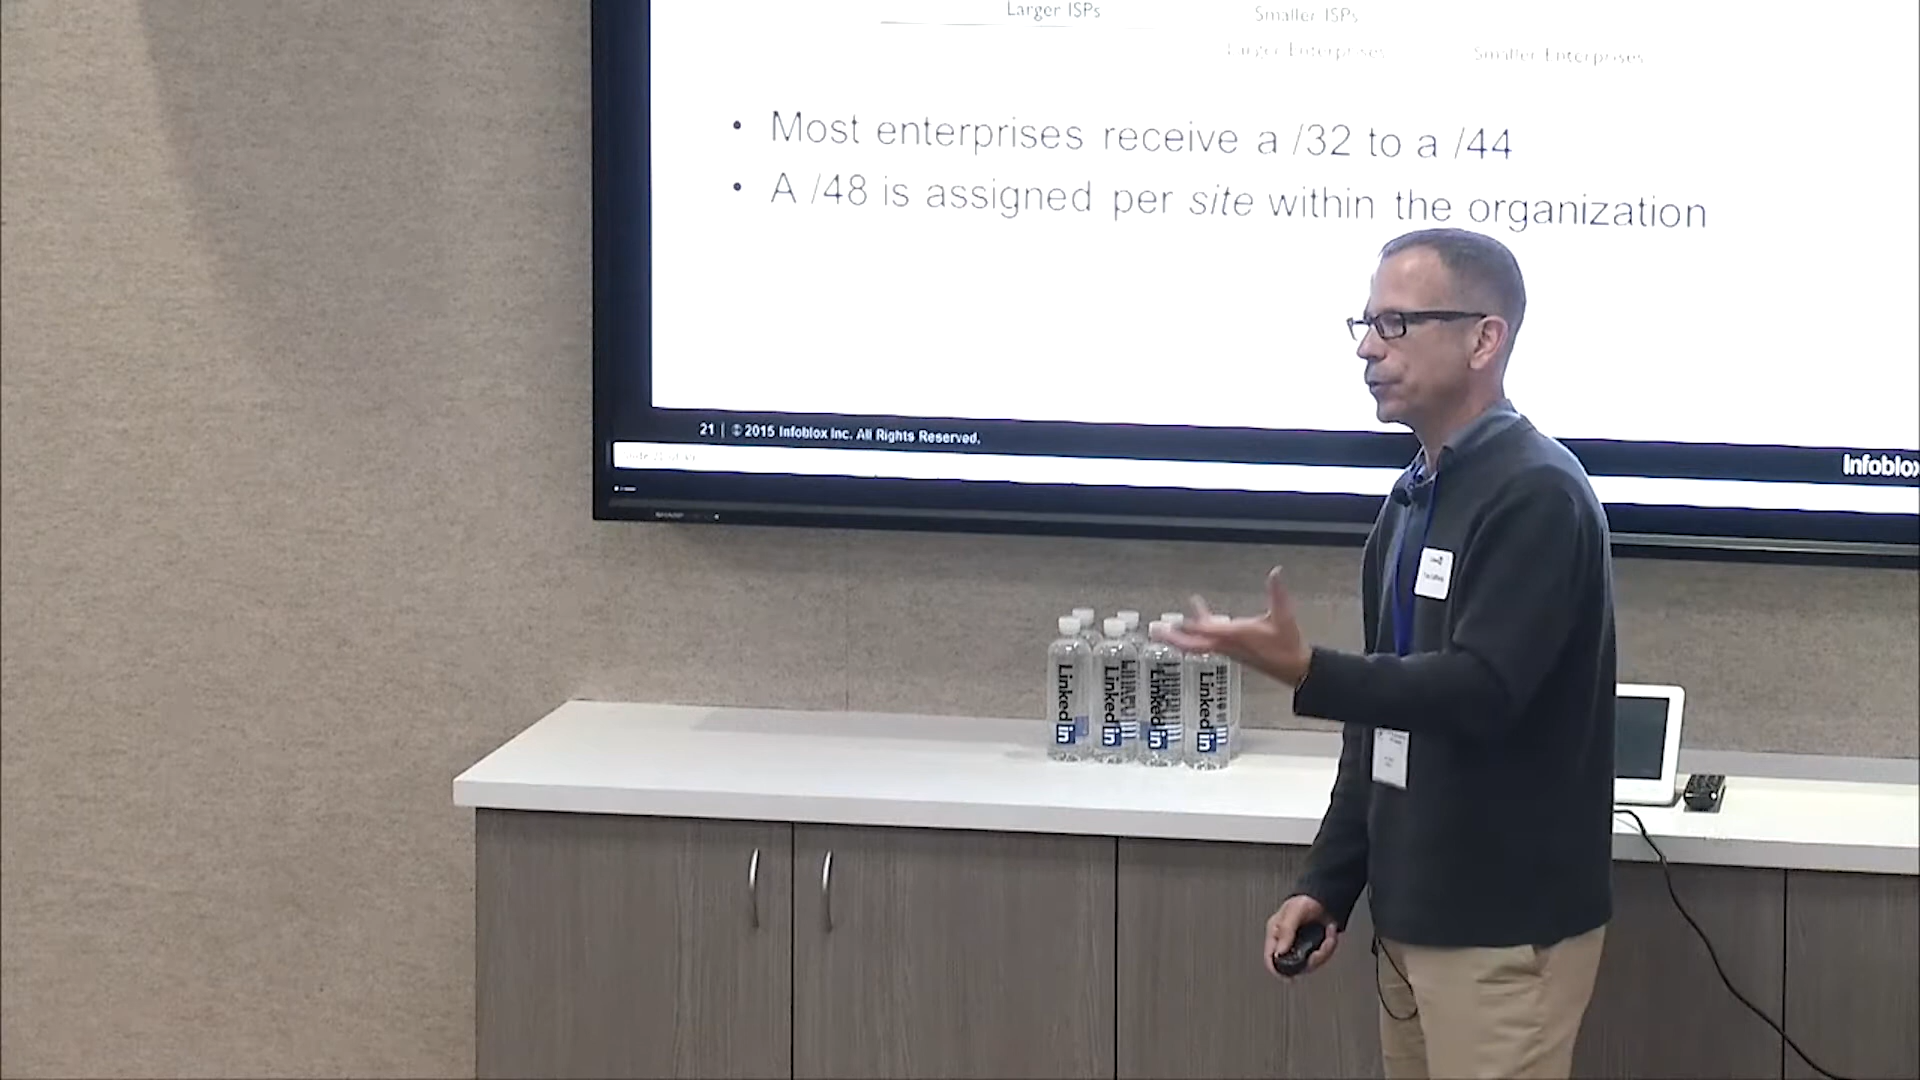 Larger ISPs
Smaller ISPs
Larger Enterprises
Smaller Enterprises
• Most enterprises receive a /32 to a /44
• A /48 is assigned per site within the organization
21 | © 2015 Infoblox Inc. All Rights Reserved.
Infoblox
Linked in
Linked in
Linked in
Linked in